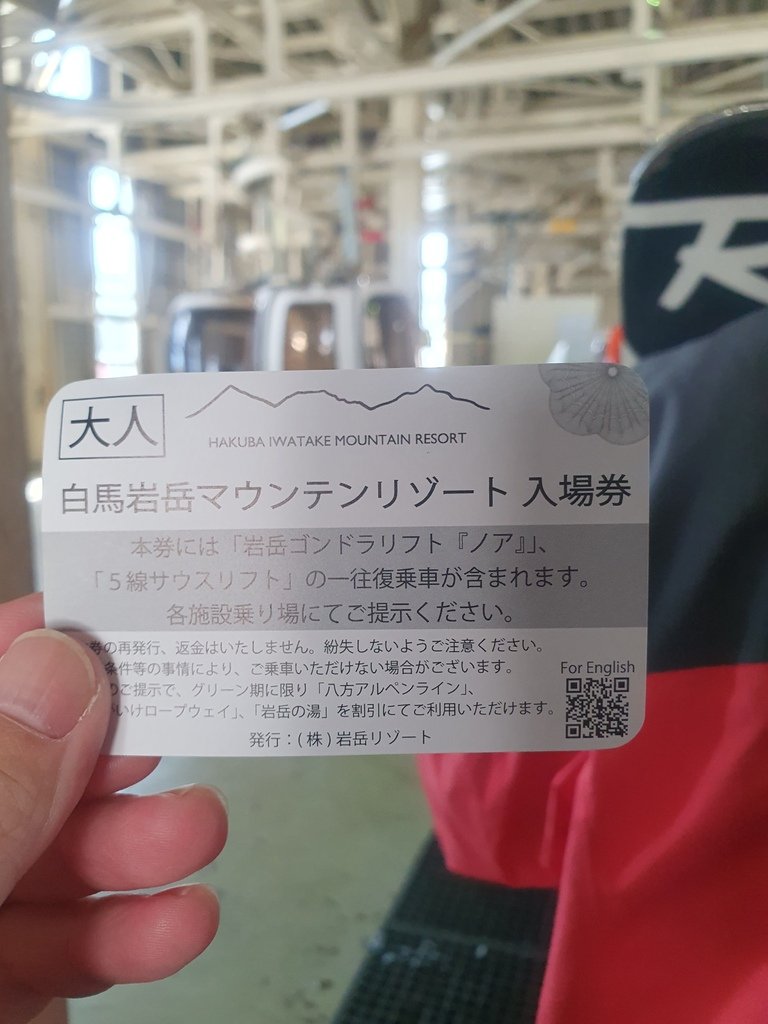 大人
HAKUBA IWATAKE MOUNTAIN RESORT
白馬岩岳マウンテンリゾート 入場券
本券には「岩岳ゴンドラリフト『ノア』」、
「５線サウスリフト」の一往復乗車が含まれます。
各施設乗り場にてご提示ください。
券の再発行、返金はいたしません。紛失しないようご注意ください。
条件等の事情により、ご乗車いただけない場合がございます。
のご提示で、グリーン期に限り「八方アルペンライン」、
いけロープウェイ」、「岩岳の湯」を割引にてご利用いただけます。
For English
発行：(株)岩岳リゾート